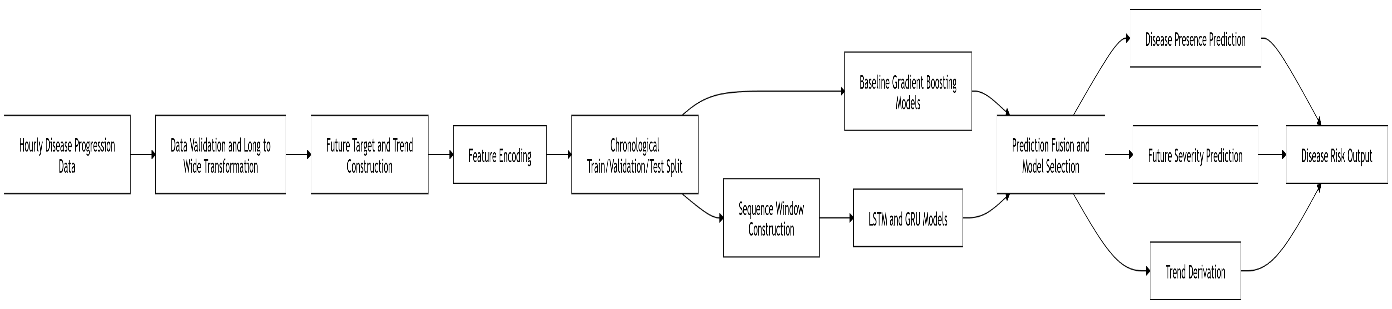 Hourly Disease Progression
Data
Data Validation and Long to
Wide Transformation
Future Target and Trend
Construction
Feature Encoding
Chronological
Train/Validation/Test Split
Baseline Gradient Boosting
Models
Sequence Window
Construction
LSTM and GRU Models
Prediction Fusion and
Model Selection
Disease Presence Prediction
Future Severity Prediction
Trend Derivation
Disease Risk Output